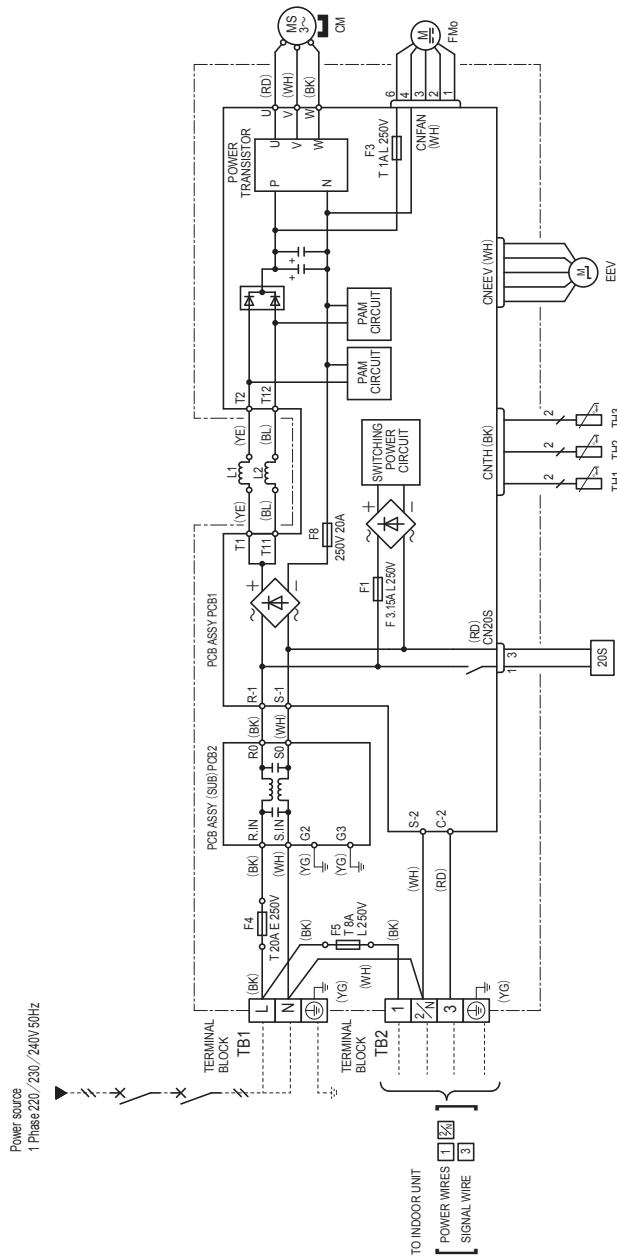 Power source
1 Phase 220/230/240V 50Hz
TERMINAL
BLOCK
TB1
L
N
(YG)
(BK)
F4
T 20A E 250V
(BK)
(WH)
(BK)
F5
T 8A
L 250V
(BK)
(WH)
TERMINAL
BLOCK
TB2
1
2/N
3
(YG)
TO INDOOR UNIT
POWER WIRES 1 2/N
SIGNAL WIRE 3
PCB ASSY (SUB) PCB2
R.IN
S.IN
G2
(YG)
G3
(YG)
R0
S0
(BK)
(WH)
R-1
S-1
S-2
C-2
(WH)
(RD)
PCB ASSY PCB1
+
−
T1
T11
(YE)
(BL)
L1
L2
(YE)
(BL)
T2
T12
F8
250V 20A
F1
F 3.15A L 250V
+
−
SWITCHING
POWER
CIRCUIT
PAM
CIRCUIT
PAM
CIRCUIT
+
+
POWER
TRANSISTOR
P
N
U
V
W
U
V
W
(RD)
(WH)
(BK)
MS
3~
CM
F3
T 1A L 250V
CNFAN
(WH)
6
4
3
2
1
M
FMo
(RD)
CN20S
1
3
20S
CNTH (BK)
2
2
2
TH1
TH2
TH3
CNEEV (WH)
M
EEV